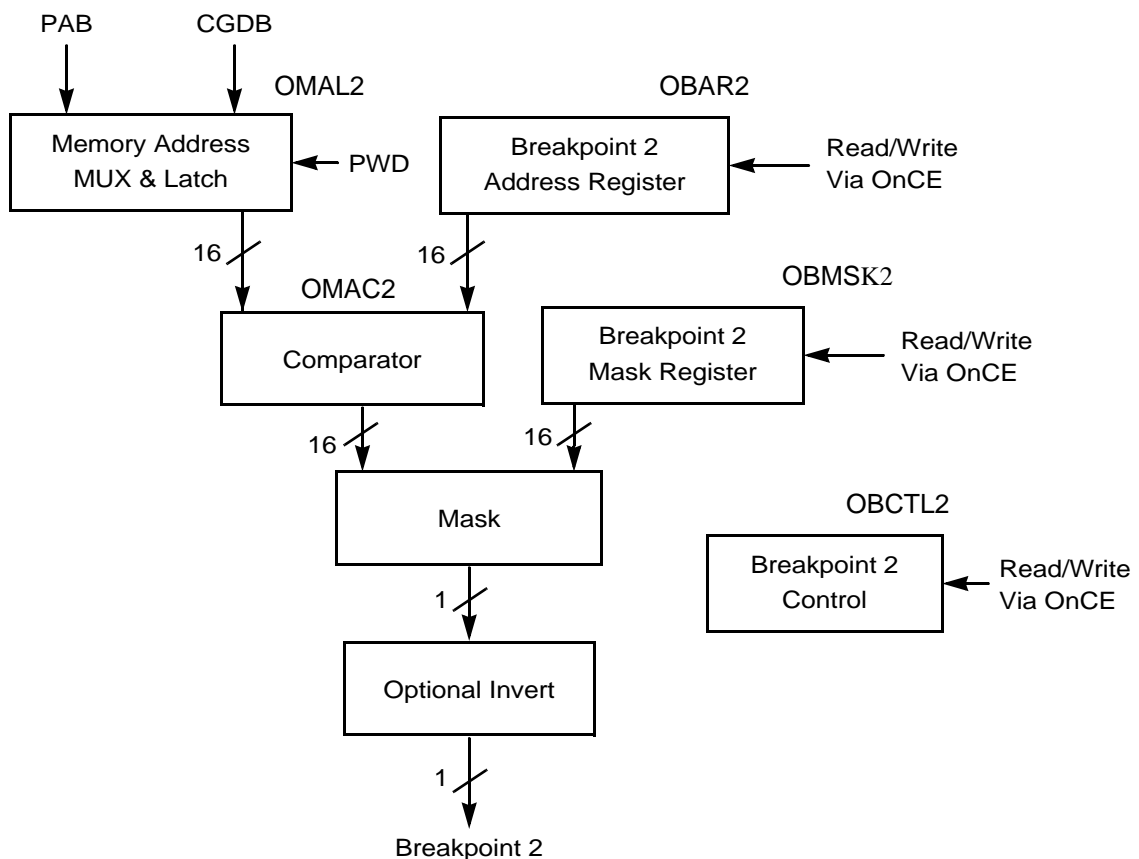 PAB
CGDB
OMAL2
OBAR2
Memory Address
MUX & Latch
PWD
Breakpoint 2
Address Register
Read/Write
Via OnCE
16
16
OMAC2
OBMSK2
Comparator
Breakpoint 2
Mask Register
Read/Write
Via OnCE
16
16
Mask
OBCTL2
Breakpoint 2
Control
Read/Write
Via OnCE
1
Optional Invert
1
Breakpoint 2